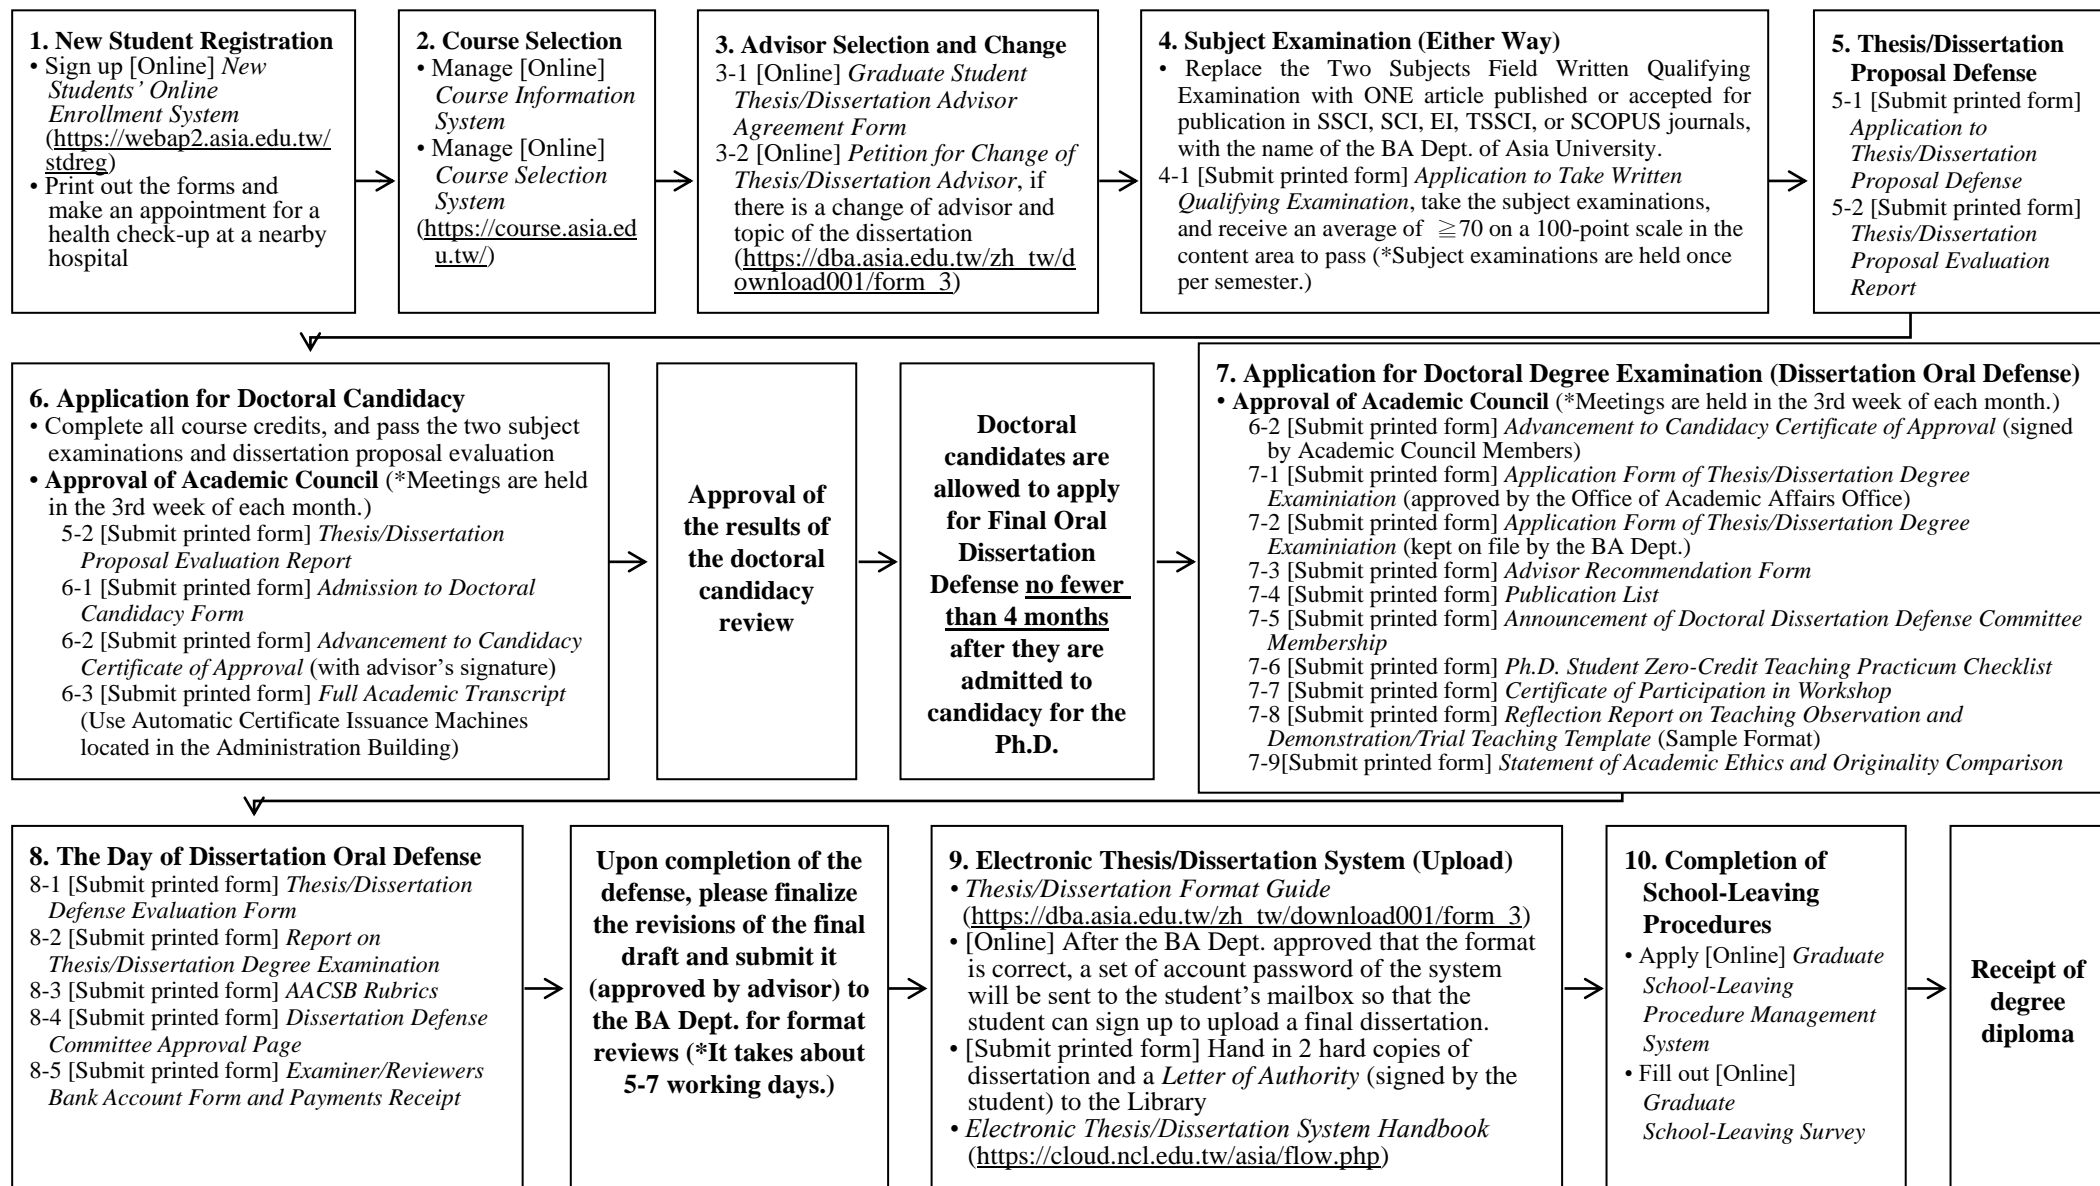 1. New Student Registration
• Sign up [Online] New
Students’ Online
Enrollment System
(https://webap2.asia.edu.tw/
stdreg)
• Print out the forms and
make an appointment for a
health check-up at a nearby
hospital
2. Course Selection
• Manage [Online]
Course Information
System
• Manage [Online]
Course Selection
System
(https://course.asia.ed
u.tw/)
3. Advisor Selection and Change
3-1 [Online] Graduate Student
Thesis/Dissertation Advisor
Agreement Form
3-2 [Online] Petition for Change of
Thesis/Dissertation Advisor, if
there is a change of advisor and
topic of the dissertation
(https://dba.asia.edu.tw/zh_tw/d
ownload001/form_3)
4. Subject Examination (Either Way)
• Replace the Two Subjects Field Written Qualifying
Examination with ONE article published or accepted for
publication in SSCI, SCI, EI, TSSCI, or SCOPUS journals,
with the name of the BA Dept. of Asia University.
4-1 [Submit printed form] Application to Take Written
Qualifying Examination, take the subject examinations,
and receive an average of ≧70 on a 100-point scale in the
content area to pass (*Subject examinations are held once
per semester.)
5. Thesis/Dissertation
Proposal Defense
5-1 [Submit printed form]
Application to
Thesis/Dissertation
Proposal Defense
5-2 [Submit printed form]
Thesis/Dissertation
Proposal Evaluation
Report
6. Application for Doctoral Candidacy
• Complete all course credits, and pass the two subject
examinations and dissertation proposal evaluation
• Approval of Academic Council (*Meetings are held
in the 3rd week of each month.)
5-2 [Submit printed form] Thesis/Dissertation
Proposal Evaluation Report
6-1 [Submit printed form] Admission to Doctoral
Candidacy Form
6-2 [Submit printed form] Advancement to Candidacy
Certificate of Approval (with advisor’s signature)
6-3 [Submit printed form] Full Academic Transcript
(Use Automatic Certificate Issuance Machines
located in the Administration Building)
Approval of
the results of
the doctoral
candidacy
review
Doctoral
candidates are
allowed to apply
for Final Oral
Dissertation
Defense no fewer
than 4 months
after they are
admitted to
candidacy for the
Ph.D.
7. Application for Doctoral Degree Examination (Dissertation Oral Defense)
• Approval of Academic Council (*Meetings are held in the 3rd week of each month.)
6-2 [Submit printed form] Advancement to Candidacy Certificate of Approval (signed
by Academic Council Members)
7-1 [Submit printed form] Application Form of Thesis/Dissertation Degree
Examiniation (approved by the Office of Academic Affairs Office)
7-2 [Submit printed form] Application Form of Thesis/Dissertation Degree
Examiniation (kept on file by the BA Dept.)
7-3 [Submit printed form] Advisor Recommendation Form
7-4 [Submit printed form] Publication List
7-5 [Submit printed form] Announcement of Doctoral Dissertation Defense Committee
Membership
7-6 [Submit printed form] Ph.D. Student Zero-Credit Teaching Practicum Checklist
7-7 [Submit printed form] Certificate of Participation in Workshop
7-8 [Submit printed form] Reflection Report on Teaching Observation and
Demonstration/Trial Teaching Template (Sample Format)
7-9[Submit printed form] Statement of Academic Ethics and Originality Comparison
8. The Day of Dissertation Oral Defense
8-1 [Submit printed form] Thesis/Dissertation
Defense Evaluation Form
8-2 [Submit printed form] Report on
Thesis/Dissertation Degree Examination
8-3 [Submit printed form] AACSB Rubrics
8-4 [Submit printed form] Dissertation Defense
Committee Approval Page
8-5 [Submit printed form] Examiner/Reviewers
Bank Account Form and Payments Receipt
Upon completion of the
defense, please finalize
the revisions of the final
draft and submit it
(approved by advisor) to
the BA Dept. for format
reviews (*It takes about
5-7 working days.)
9. Electronic Thesis/Dissertation System (Upload)
• Thesis/Dissertation Format Guide
(https://dba.asia.edu.tw/zh_tw/download001/form_3)
• [Online] After the BA Dept. approved that the format
is correct, a set of account password of the system
will be sent to the student’s mailbox so that the
student can sign up to upload a final dissertation.
• [Submit printed form] Hand in 2 hard copies of
dissertation and a Letter of Authority (signed by the
student) to the Library
• Electronic Thesis/Dissertation System Handbook
(https://cloud.ncl.edu.tw/asia/flow.php)
10. Completion of
School-Leaving
Procedures
• Apply [Online] Graduate
School-Leaving
Procedure Management
System
• Fill out [Online]
Graduate
School-Leaving Survey
Receipt of
degree
diploma